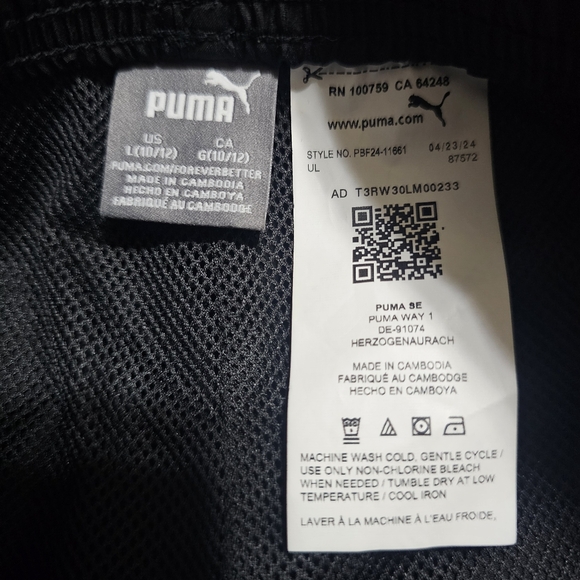 PUMA
US CA
L(10/12) G(10/12)
PUMA.COM/FOREVERBETTER
MADE IN CAMBODIA
HECHO EN CAMBOYA
FABRIQUÉ AU CAMBODGE
RN 100759 CA 64248
www.puma.com
STYLE NO. PBF24-11661 04/23/24
UL 87572
AD T3RW30LM00233
PUMA SE
PUMA WAY 1
DE-91074
HERZOGENAURACH
MADE IN CAMBODIA
FABRIQUÉ AU CAMBODGE
HECHO EN CAMBOYA
MACHINE WASH COLD, GENTLE CYCLE /
USE ONLY NON-CHLORINE BLEACH
WHEN NEEDED / TUMBLE DRY AT LOW
TEMPERATURE / COOL IRON
LAVER À LA MACHINE À L'EAU FROIDE,